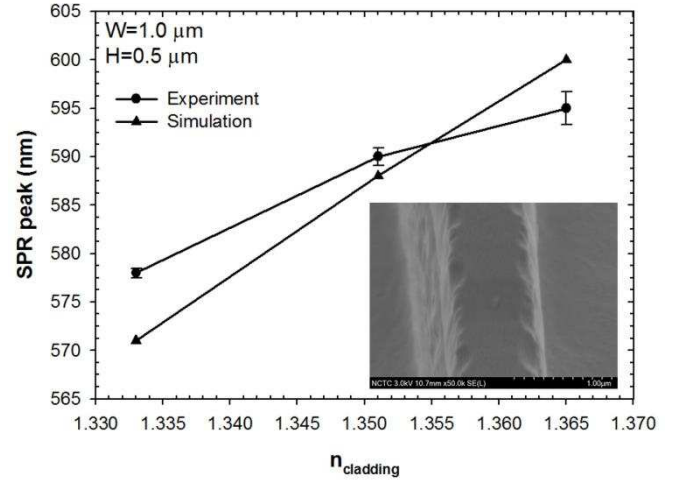 605
600
595
590
585
580
575
570
565
SPR peak (nm)
W=1.0 μm
H=0.5 μm
Experiment
Simulation
NCTC 3.0kV 10.7mm x50.0k SE(L)
1.00μm
1.330 1.335 1.340 1.345 1.350 1.355 1.360 1.365 1.370
n_cladding